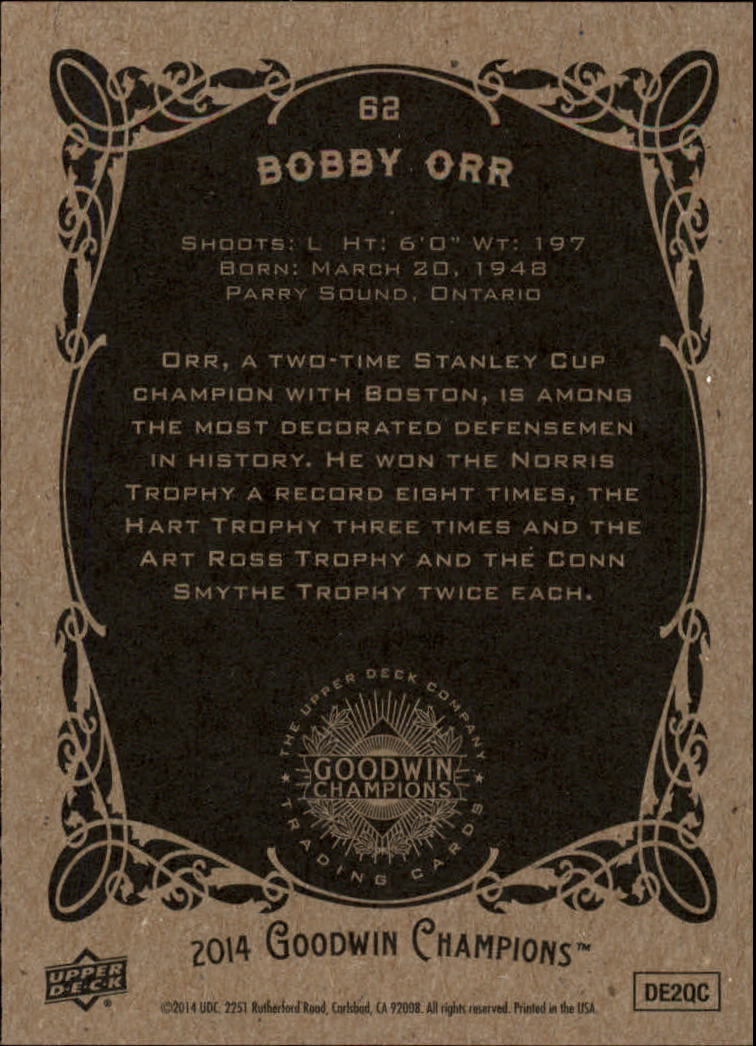 62
BOBBY ORR
SHOOTS: L HT: 6'0" WT: 197
BORN: MARCH 20, 1948
PARRY SOUND, ONTARIO
ORR, A TWO-TIME STANLEY CUP
CHAMPION WITH BOSTON, IS AMONG
THE MOST DECORATED DEFENSEMEN
IN HISTORY. HE WON THE NORRIS
TROPHY A RECORD EIGHT TIMES, THE
HART TROPHY THREE TIMES AND THE
ART ROSS TROPHY AND THE CONN
SMYTHE TROPHY TWICE EACH.
THE UPPER DECK COMPANY
GOODWIN
CHAMPIONS
TRADING CARDS
2014 GOODWIN CHAMPIONS™
UPPER
D·E·C·K®
©2014 UDC. 2251 Rutherford Road, Carlsbad, CA 92008. All rights reserved. Printed in the USA.
DE2QC